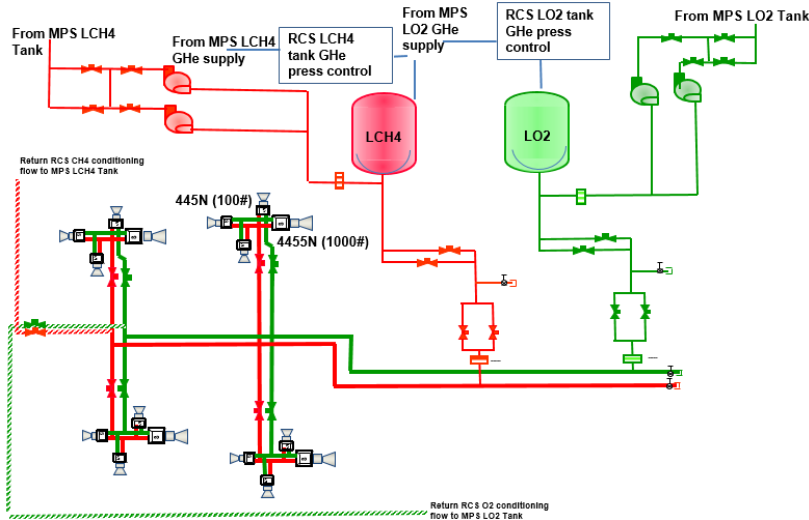 From MPS LCH4
Tank
From MPS LCH4
GHe supply
RCS LCH4
tank GHe
press control
From MPS
LO2 GHe
supply
RCS LO2 tank
GHe press
control
From MPS LO2 Tank
LCH4
LO2
Return RCS CH4 conditioning
flow to MPS LCH4 Tank
445N (100#)
4455N (1000#)
Return RCS O2 conditioning
flow to MPS LO2 Tank